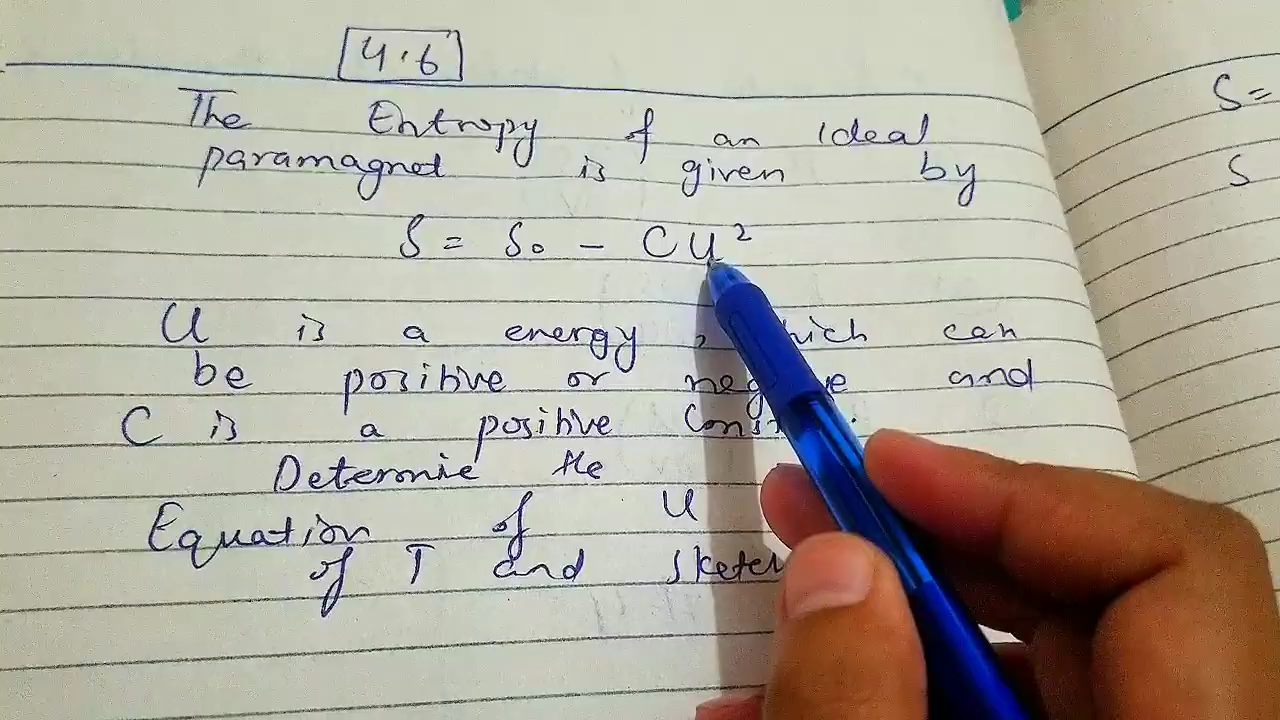 4.6
The Entropy of an ideal
paramagnet is given by
S = S₀ - CU²
U is a energy, which can
be positive or and
C is a positive
Determie the
Equation of U
of T and
S=
S